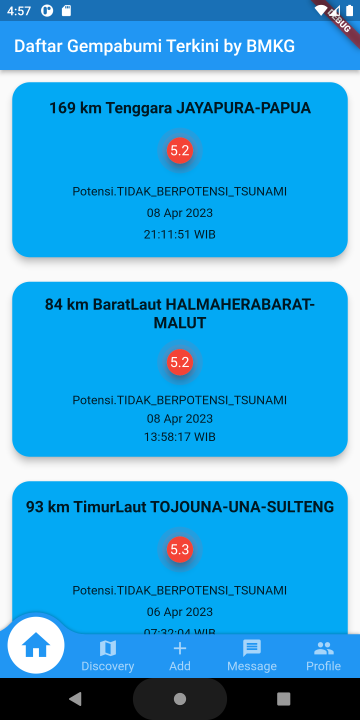 4:57
DEBUG
Daftar Gempabumi Terkini by BMKG
169 km Tenggara JAYAPURA-PAPUA
5.2
Potensi.TIDAK_BERPOTENSI_TSUNAMI
08 Apr 2023
21:11:51 WIB
84 km BaratLaut HALMAHERABARAT-
MALUT
5.2
Potensi.TIDAK_BERPOTENSI_TSUNAMI
08 Apr 2023
13:58:17 WIB
93 km TimurLaut TOJOUNA-UNA-SULTENG
5.3
Potensi.TIDAK_BERPOTENSI_TSUNAMI
06 Apr 2023
07:32:04 WIB
Discovery
Add
Message
Profile